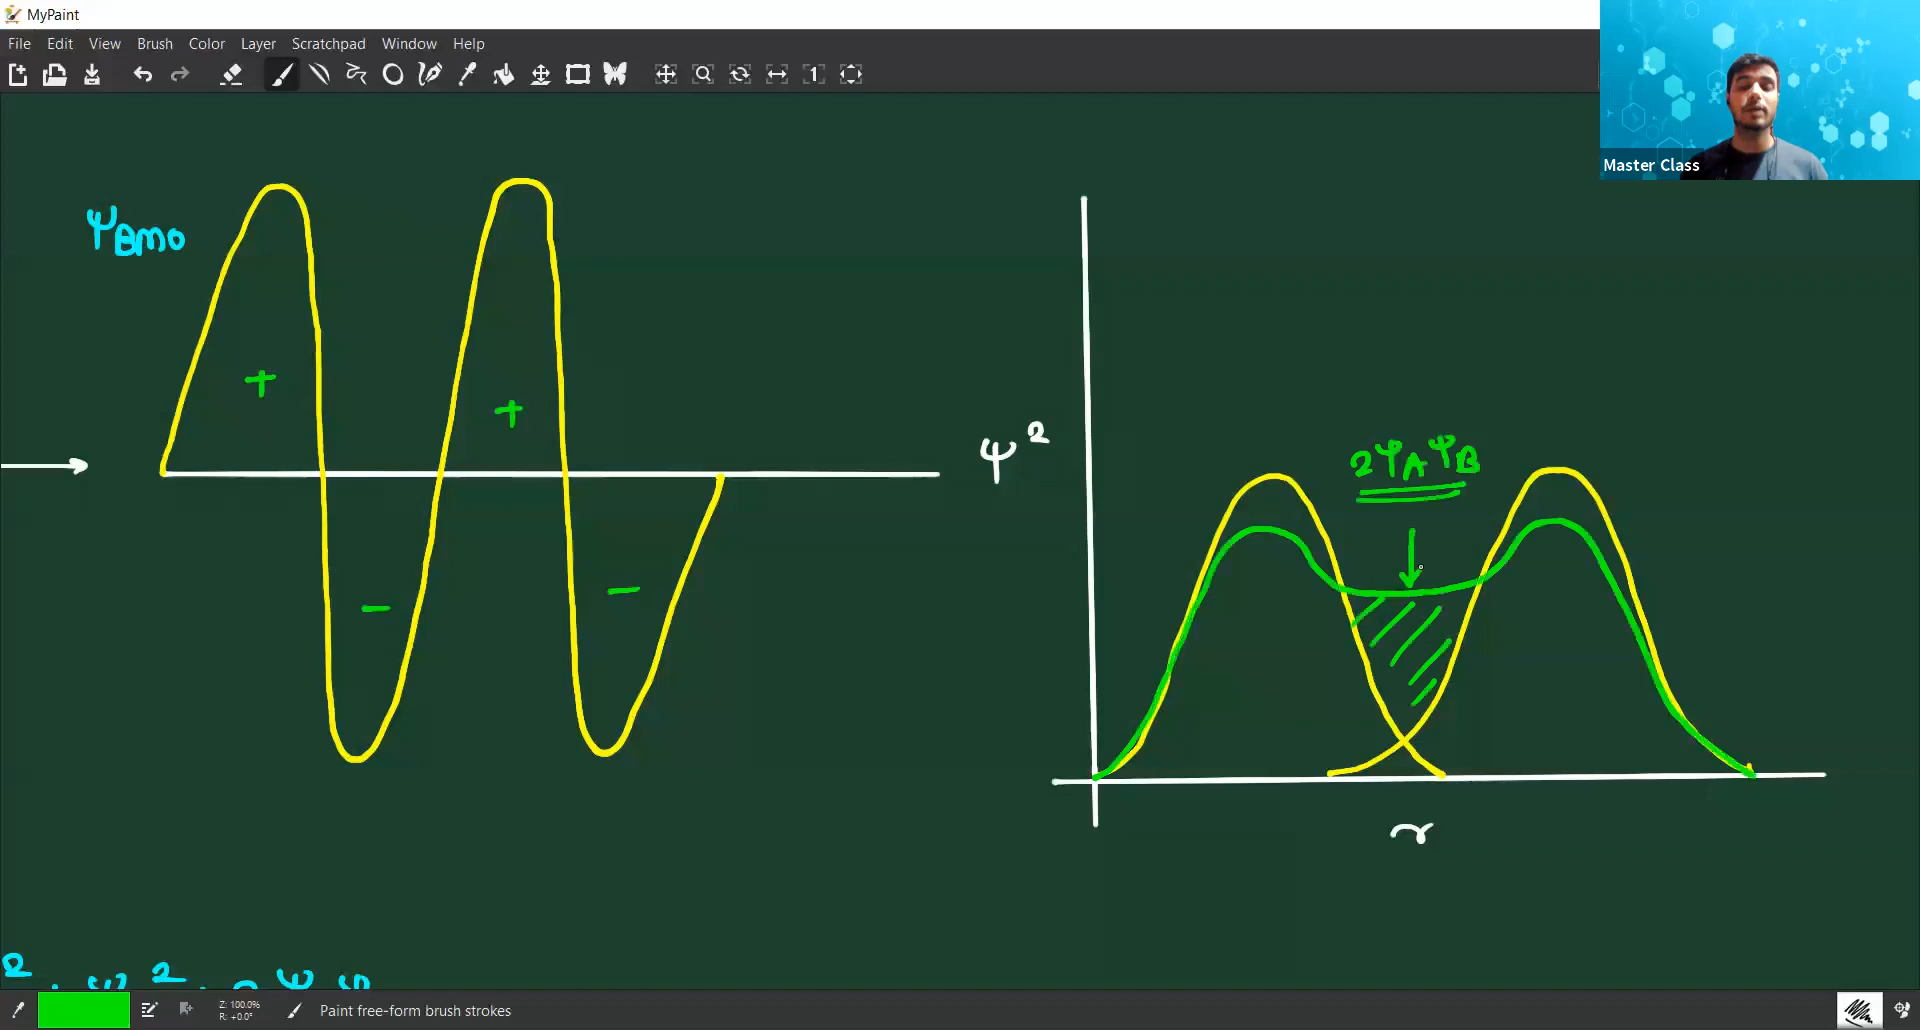 MyPaint
File Edit View Brush Color Layer Scratchpad Window Help
1
Master Class
ΨBMO
+
+
-
-
Ψ²
2ΨAΨB
r
Z: 100.0%
R: +0.0°
Paint free-form brush strokes